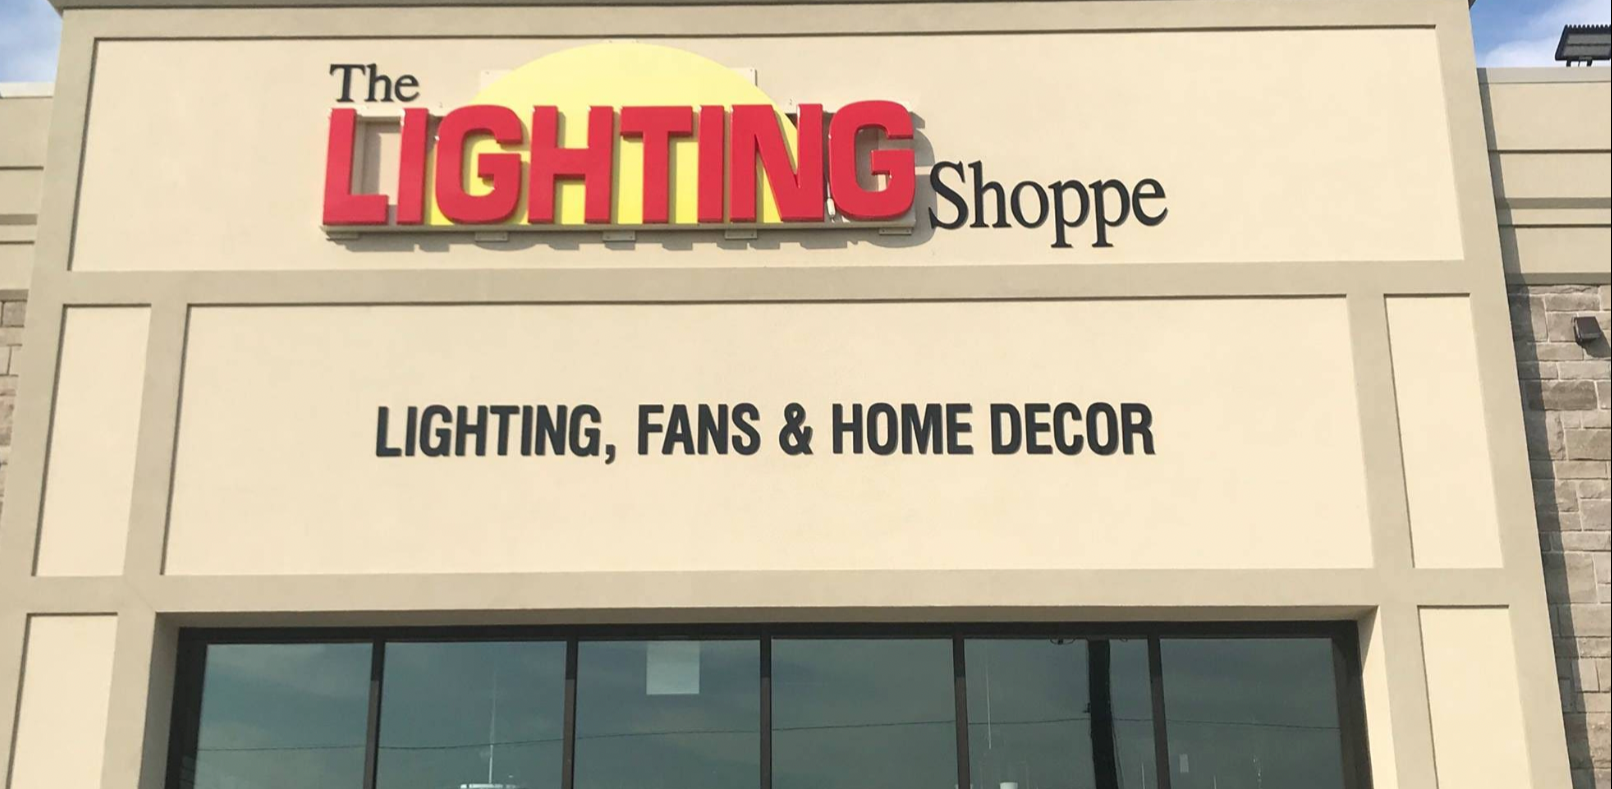 The
LIGHTING Shoppe
LIGHTING, FANS & HOME DECOR